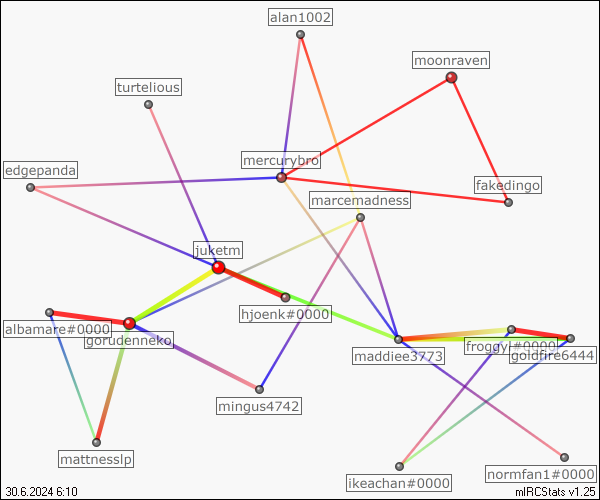 alan1002
moonraven
turtelious
mercurybro
edgepanda
fakedingo
marcemadness
juketm
hjoenk#0000
albamare#0000
gorudenneko
froggyj#0000
maddiee3773
goldfire6444
mingus4742
mattnesslp
ikeachan#0000
normfan1#0000
30.6.2024 6:10
mIRCStats v1.25